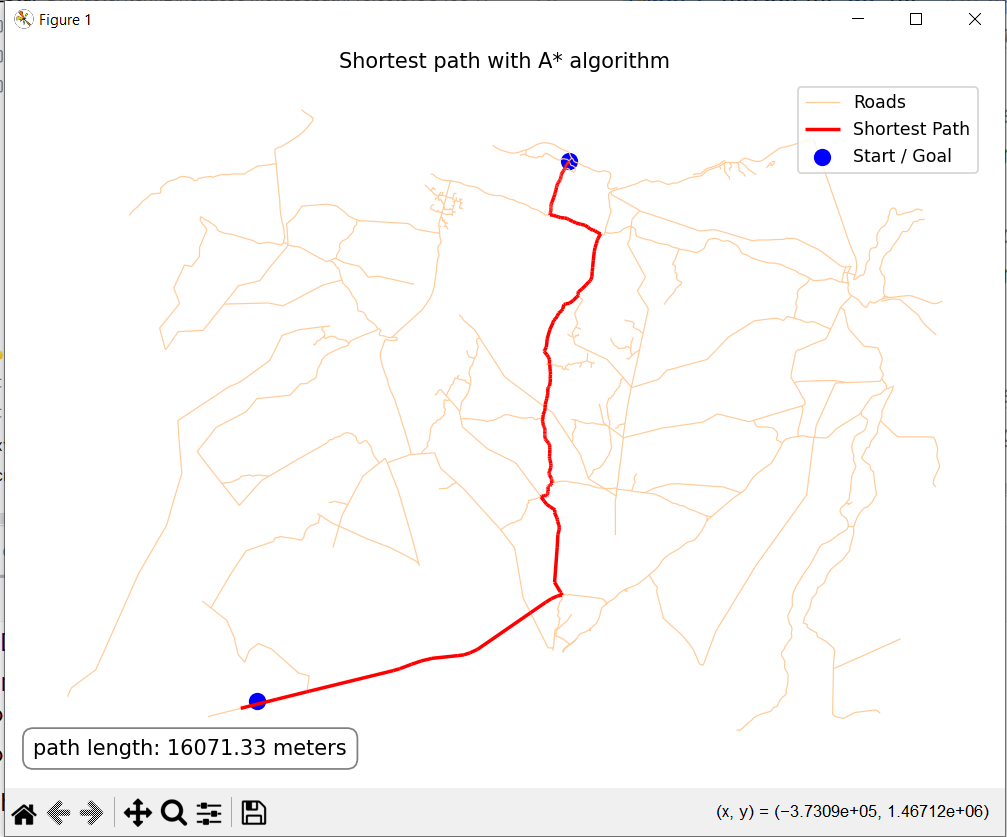 Figure 1
Shortest path with A* algorithm
Roads
Shortest Path
Start / Goal
path length: 16071.33 meters
(x, y) = (−3.7309e+05, 1.46712e+06)